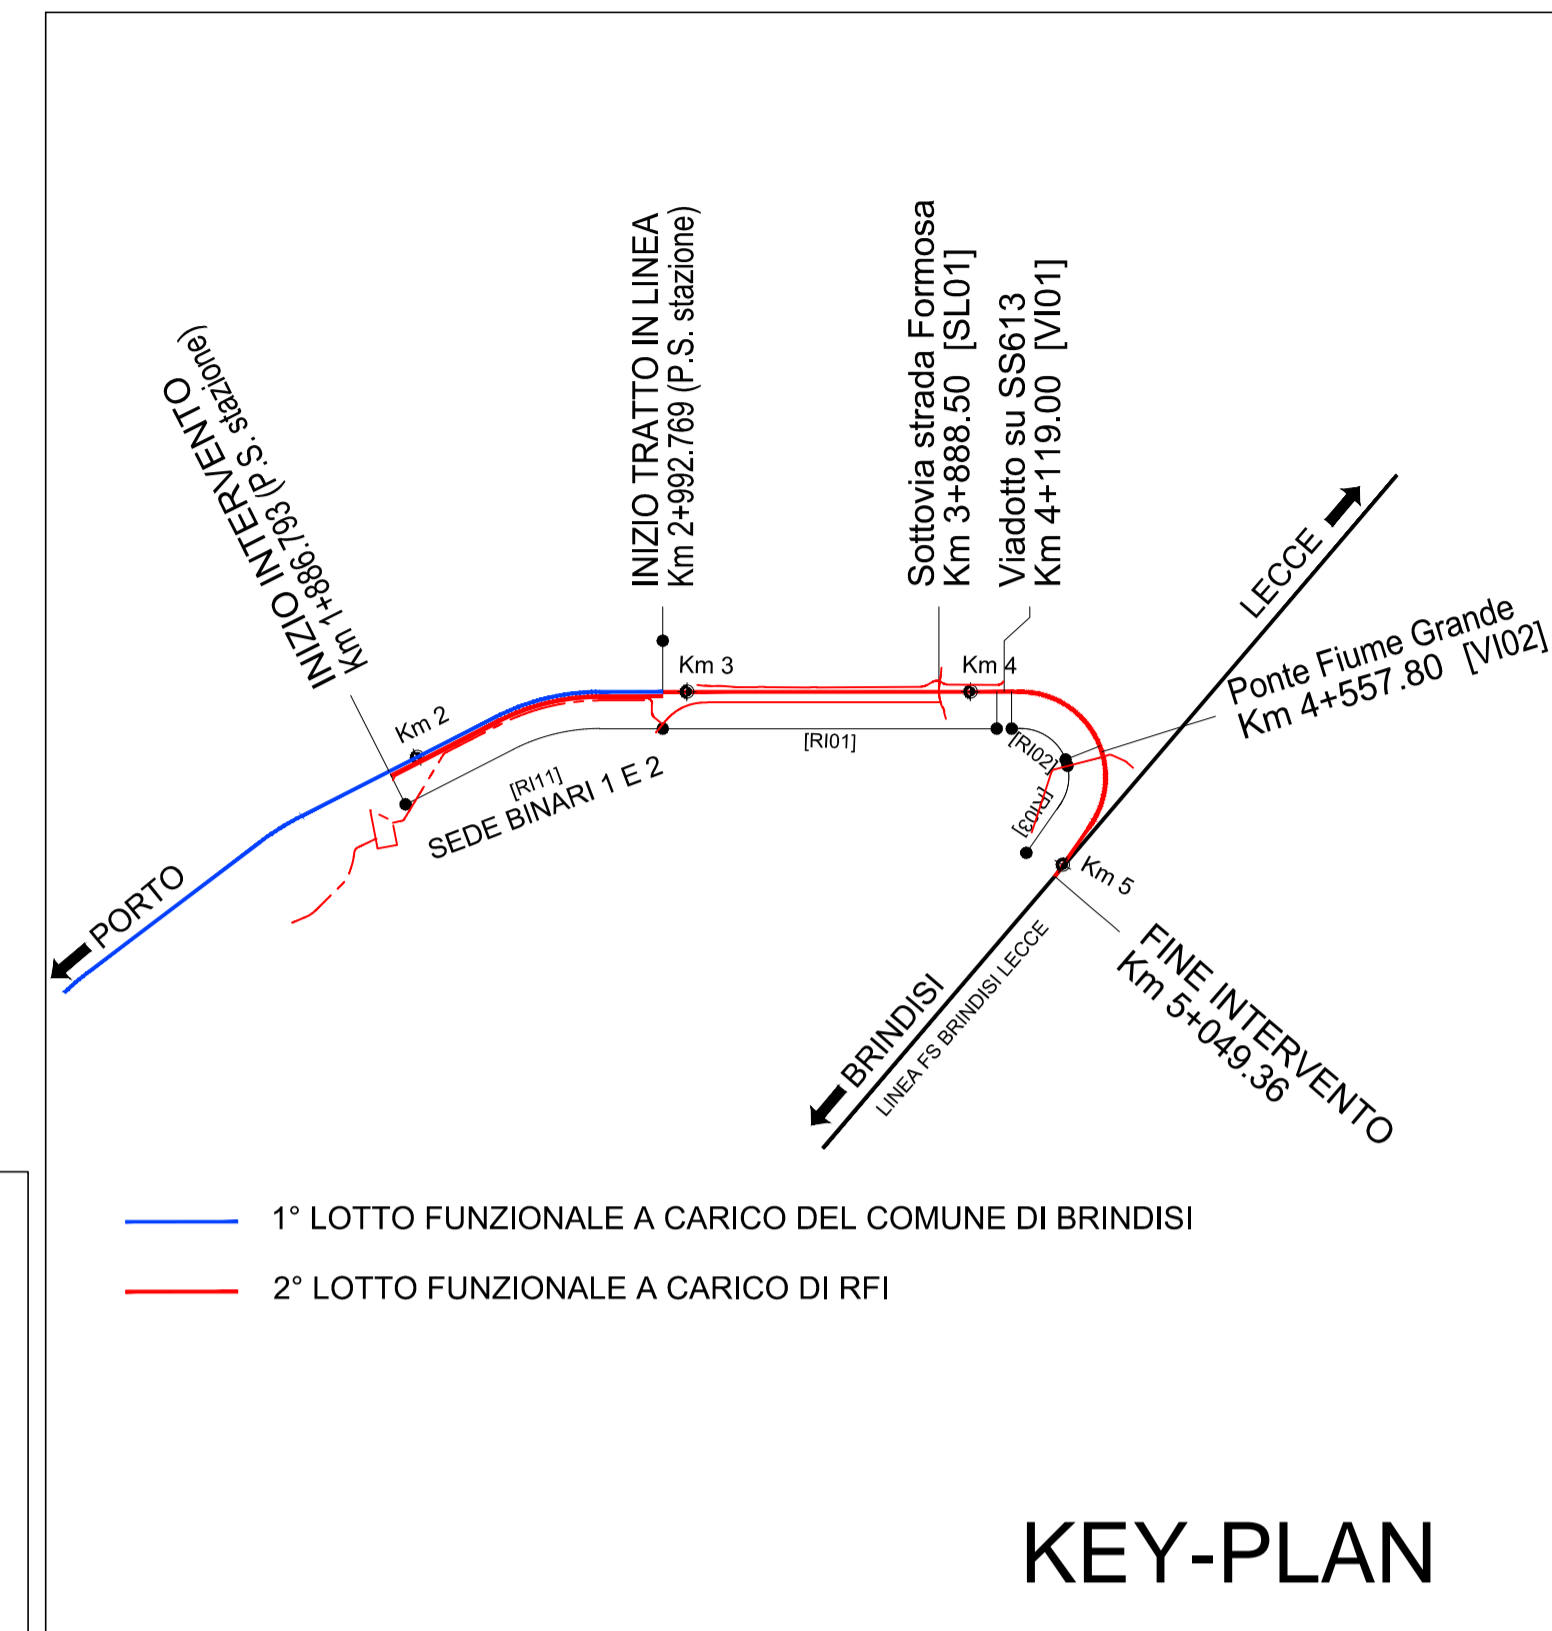 INIZIO INTERVENTO
Km 1+886.793 (P.S. stazione)
INIZIO TRATTO IN LINEA
Km 2+992.769 (P.S. stazione)
Sottovia strada Formosa
Km 3+888.50 [SL01]
Viadotto su SS613
Km 4+119.00 [VI01]
LECCE
Ponte Fiume Grande
Km 4+557.80 [VI02]
Km 2
Km 3
Km 4
[RI01]
[RI02]
[RI03]
[RI11]
SEDE BINARI 1 E 2
Km 5
PORTO
BRINDISI
LINEA FS BRINDISI LECCE
FINE INTERVENTO
Km 5+049.36
1° LOTTO FUNZIONALE A CARICO DEL COMUNE DI BRINDISI
2° LOTTO FUNZIONALE A CARICO DI RFI
KEY-PLAN